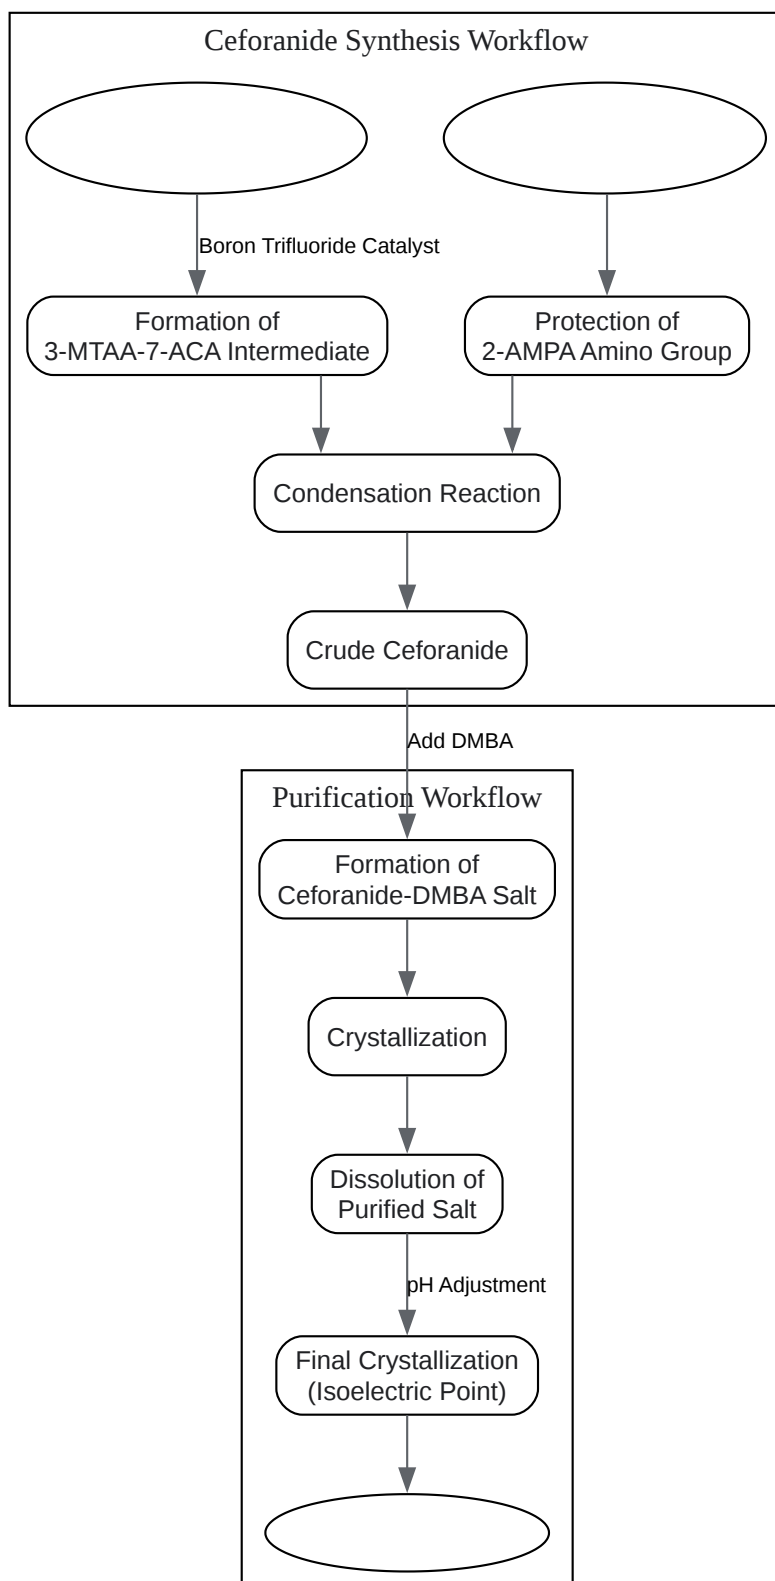 Ceforanide Synthesis Workflow
Boron Trifluoride Catalyst
Formation of
3-MTAA-7-ACA Intermediate
Protection of
2-AMPA Amino Group
Condensation Reaction
Crude Ceforanide
Add DMBA
Purification Workflow
Formation of
Ceforanide-DMBA Salt
Crystallization
Dissolution of
Purified Salt
pH Adjustment
Final Crystallization
(Isoelectric Point)